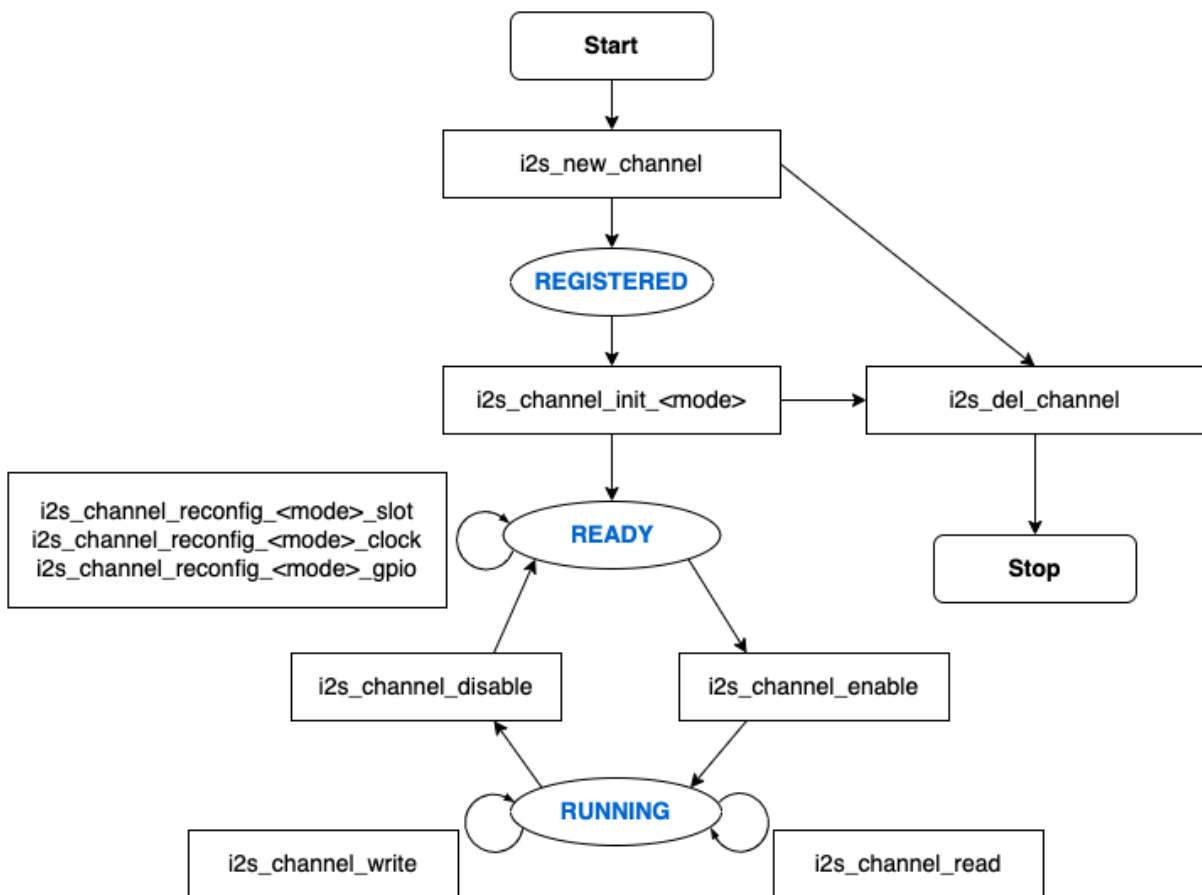 Start
i2s_new_channel
REGISTERED
i2s_channel_init_<mode>
i2s_del_channel
i2s_channel_reconfig_<mode>_slot
i2s_channel_reconfig_<mode>_clock
i2s_channel_reconfig_<mode>_gpio
READY
Stop
i2s_channel_disable
i2s_channel_enable
RUNNING
i2s_channel_write
i2s_channel_read